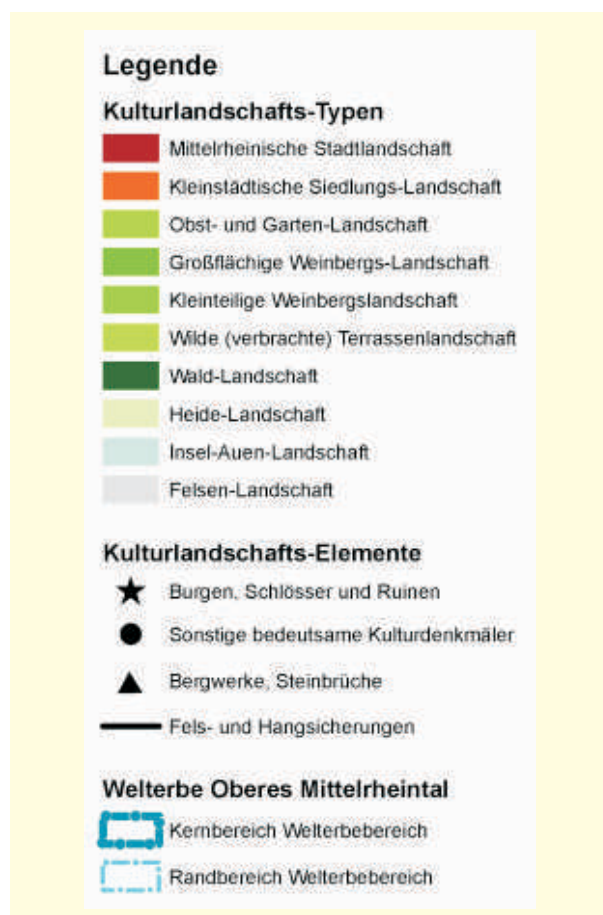 Legende
Kulturlandschafts-Typen
Mittelrheinische Stadtlandschaft
Kleinstädtische Siedlungs-Landschaft
Obst- und Garten-Landschaft
Großflächige Weinbergs-Landschaft
Kleinteilige Weinbergslandschaft
Wilde (verbrachte) Terrassenlandschaft
Wald-Landschaft
Heide-Landschaft
Insel-Auen-Landschaft
Felsen-Landschaft
Kulturlandschafts-Elemente
Burgen, Schlösser und Ruinen
Sonstige bedeutsame Kulturdenkmäler
Bergwerke, Steinbrüche
Fels- und Hangsicherungen
Welterbe Oberes Mittelrheintal
Kernbereich Welterbebereich
Randbereich Welterbebereich